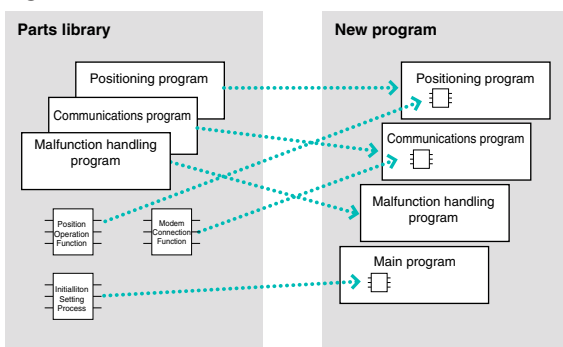 Parts library
Positioning program
Communications program
Malfunction handling
program
Position
Operation
Function
Modem
Connection
Function
Initialliton
Setting
Process
New program
Positioning program
Communications program
Malfunction handling
program
Main program